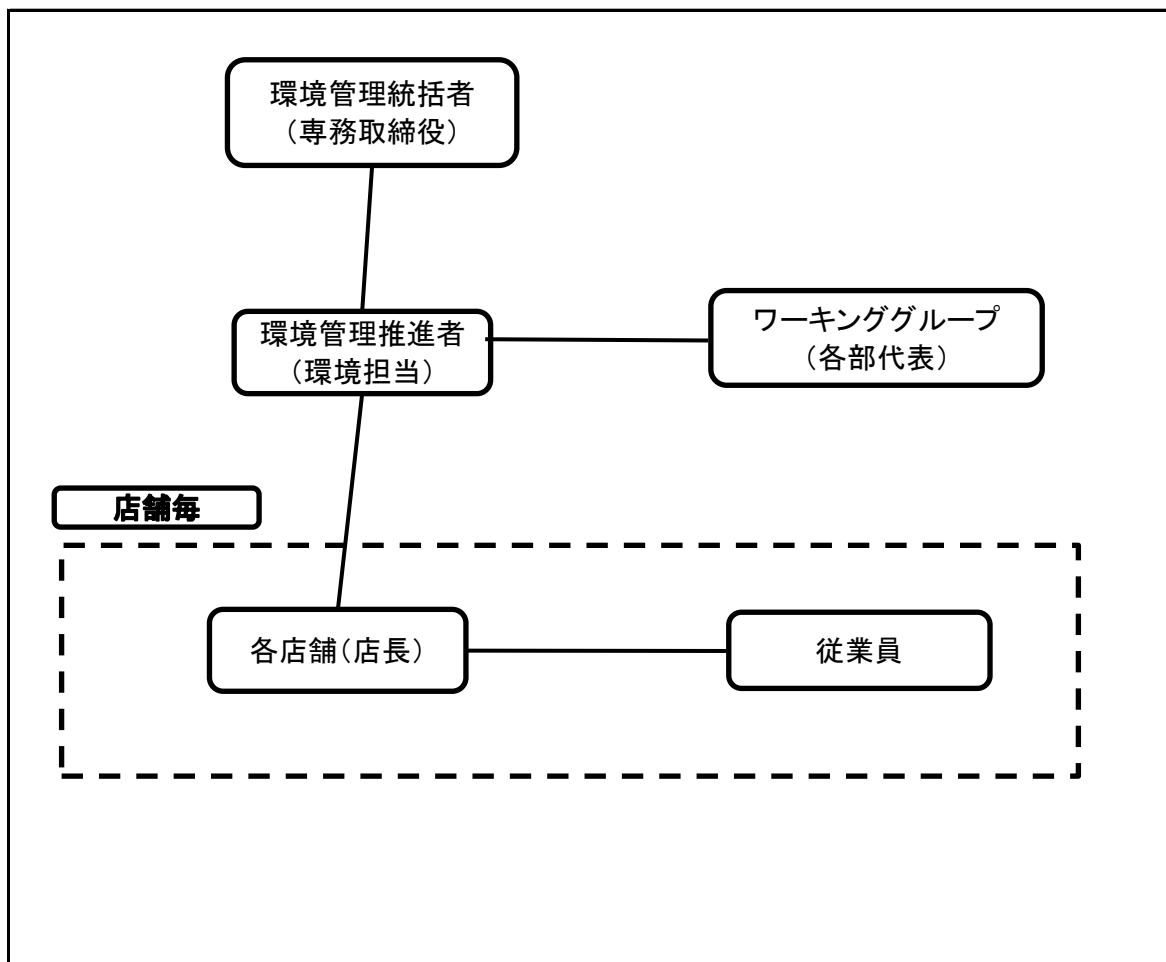 環境管理統括者
（専務取締役）
環境管理推進者
（環境担当）
ワーキンググループ
（各部代表）
店舗毎
各店舗（店長）
従業員